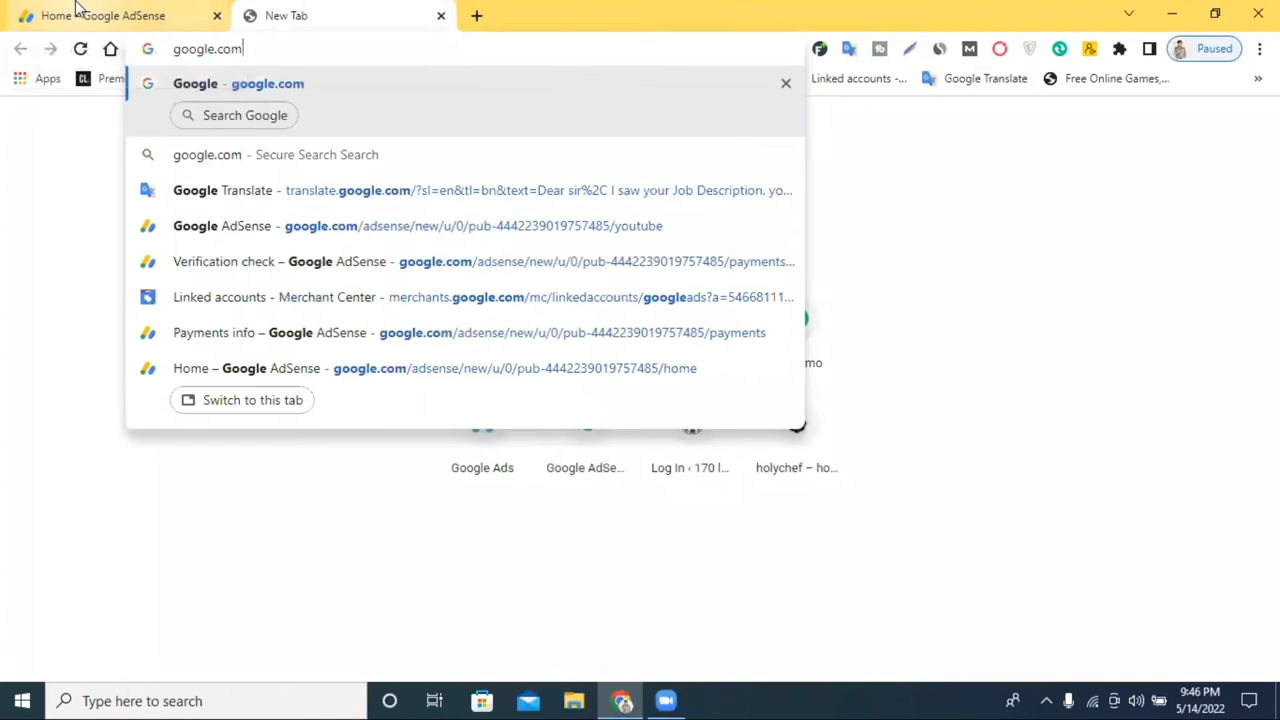 Home – Google AdSense
New Tab
google.com
Paused
Apps
Prem
Linked accounts -...
Google Translate
Free Online Games,...
»
Google - google.com
Search Google
google.com - Secure Search Search
Google Translate - translate.google.com/?sl=en&tl=bn&text=Dear sir%2C I saw your Job Description. yo...
Google AdSense - google.com/adsense/new/u/0/pub-4442239019757485/youtube
Verification check – Google AdSense - google.com/adsense/new/u/0/pub-4442239019757485/payments...
Linked accounts - Merchant Center - merchants.google.com/mc/linkedaccounts/googleads?a=54668111...
Payments info – Google AdSense - google.com/adsense/new/u/0/pub-4442239019757485/payments
mo
Home – Google AdSense - google.com/adsense/new/u/0/pub-4442239019757485/home
Switch to this tab
Google Ads
Google AdSe...
Log In ‹ 170 l...
holychef – ho...
Type here to search
9:46 PM
5/14/2022